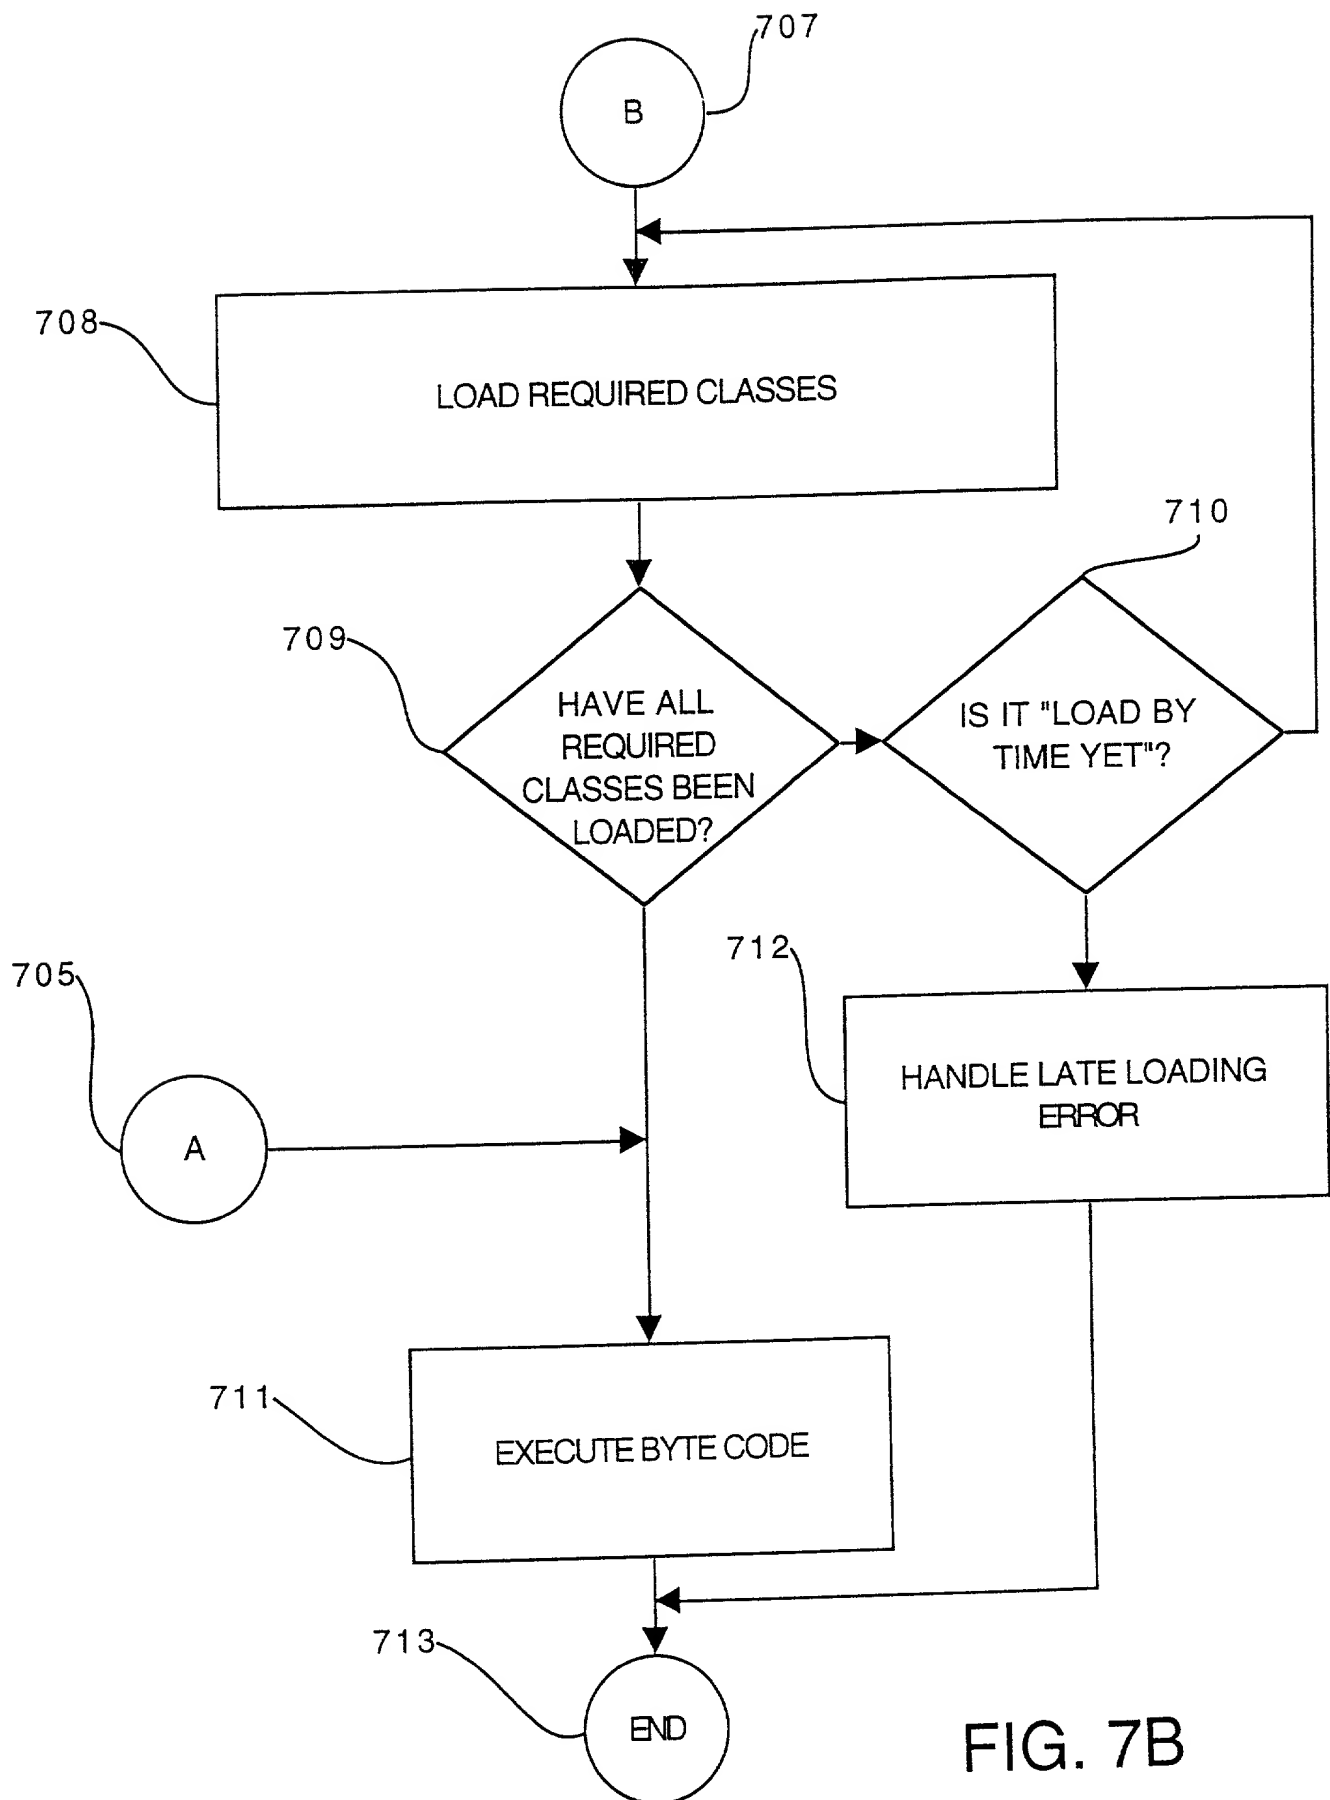 707
B
708
LOAD REQUIRED CLASSES
710
709
HAVE ALL
REQUIRED
CLASSES BEEN
LOADED?
IS IT "LOAD BY
TIME YET"?
712
705
HANDLE LATE LOADING
ERROR
A
711
EXECUTE BYTE CODE
713
END
FIG. 7B